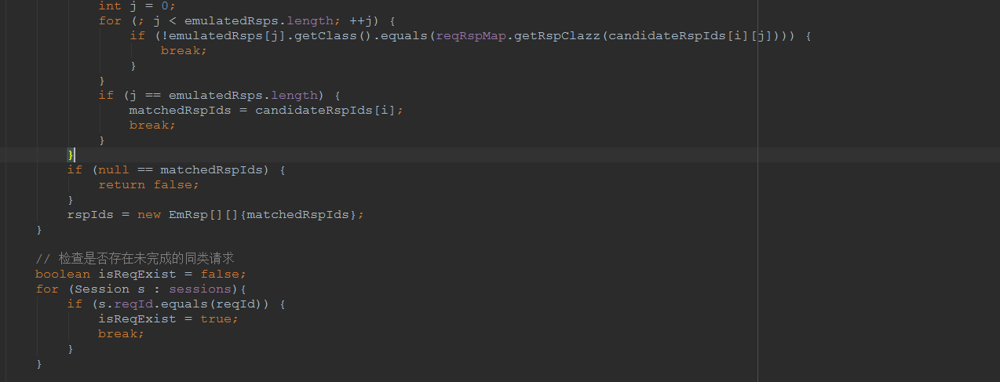 int j = 0;
for (; j < emulatedRsps.length; ++j) {
if (!emulatedRsps[j].getClass().equals(reqRspMap.getRspClazz(candidateRspIds[i][j]))) {
break;
}
}
if (j == emulatedRsps.length) {
matchedRspIds = candidateRspIds[i];
break;
}
}
if (null == matchedRspIds) {
return false;
}
rspIds = new EmRsp[][]{matchedRspIds};
}
// 检查是否存在未完成的同类请求
boolean isReqExist = false;
for (Session s : sessions){
if (s.reqId.equals(reqId)) {
isReqExist = true;
break;
}
}